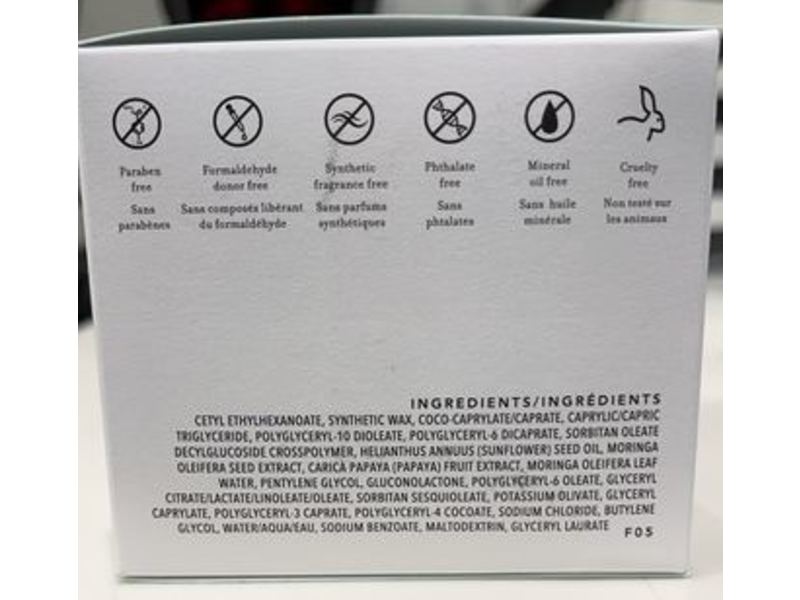 Paraben
free
Sans
parabènes
Formaldehyde
donor free
Sans composés libérant
du formaldéhyde
Synthetic
fragrance free
Sans parfums
synthétiques
Phthalate
free
Sans
phtalates
Mineral
oil free
Sans huile
minérale
Cruelty
free
Non testé sur
les animaux
INGREDIENTS/INGRÉDIENTS
CETYL ETHYLHEXANOATE, SYNTHETIC WAX, COCO-CAPRYLATE/CAPRATE, CAPRYLIC/CAPRIC
TRIGLYCERIDE, POLYGLYCERYL-10 DIOLEATE, POLYGLYCERYL-6 DICAPRATE, SORBITAN OLEATE
DECYLGLUCOSIDE CROSSPOLYMER, HELIANTHUS ANNUUS (SUNFLOWER) SEED OIL, MORINGA
OLEIFERA SEED EXTRACT, CARICA PAPAYA (PAPAYA) FRUIT EXTRACT, MORINGA OLEIFERA LEAF
WATER, PENTYLENE GLYCOL, GLUCONOLACTONE, POLYGLYCERYL-6 OLEATE, GLYCERYL
CITRATE/LACTATE/LINOLEATE/OLEATE, SORBITAN SESQUIOLEATE, POTASSIUM OLIVATE, GLYCERYL
CAPRYLATE, POLYGLYCERYL-3 CAPRATE, POLYGLYCERYL-4 COCOATE, SODIUM CHLORIDE, BUTYLENE
GLYCOL, WATER/AQUA/EAU, SODIUM BENZOATE, MALTODEXTRIN, GLYCERYL LAURATE F05